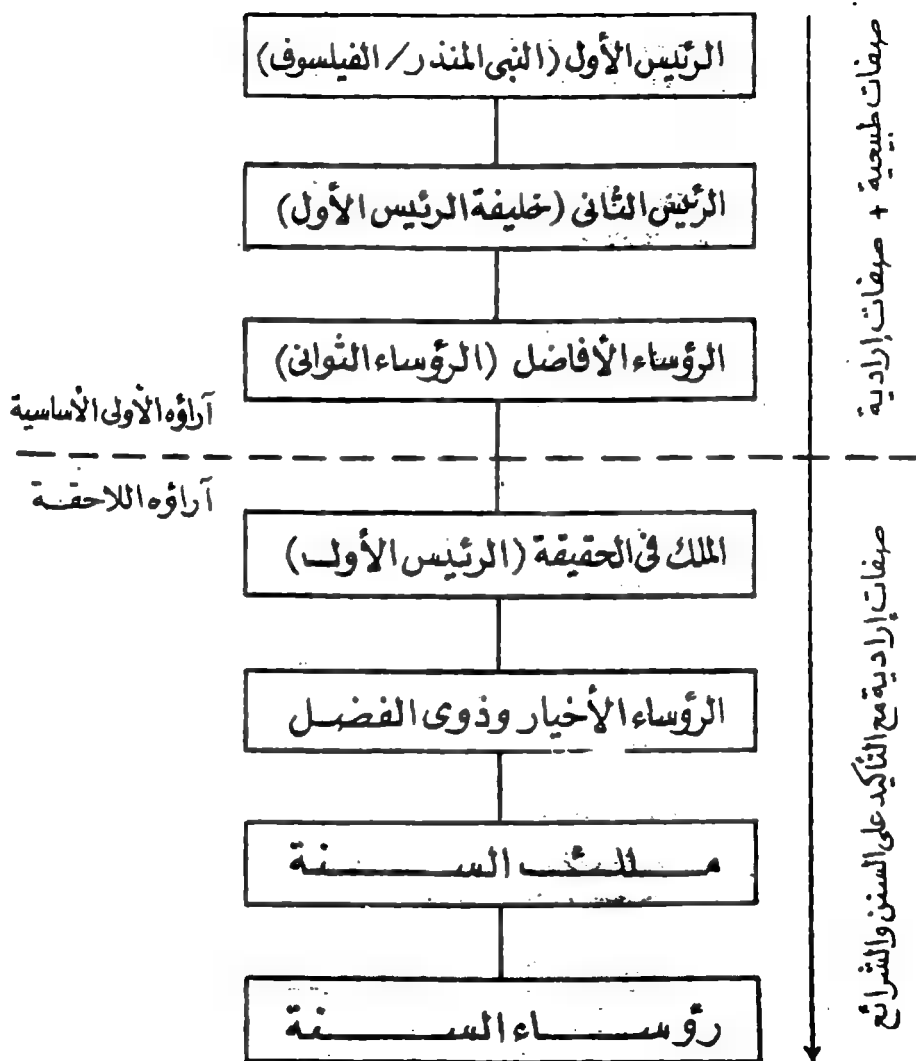 الرئيس الأول (النبى المنذر / الفيلسوف)
الرئيس الثانى (خليفة الرئيس الأول)
الرؤساء الأفاضل (الرؤساء الثوانى)
صفات طبيعية + صفات إرادية
آراؤه الأولى الأساسية
آراؤه اللاحقة
الملك فى الحقيقة (الرئيس الأول)
الرؤساء الأخيار وذوى الفضل
ملك السنة
رؤساء السنة
صفات إرادية مع التأكيد على السنن والشرائع